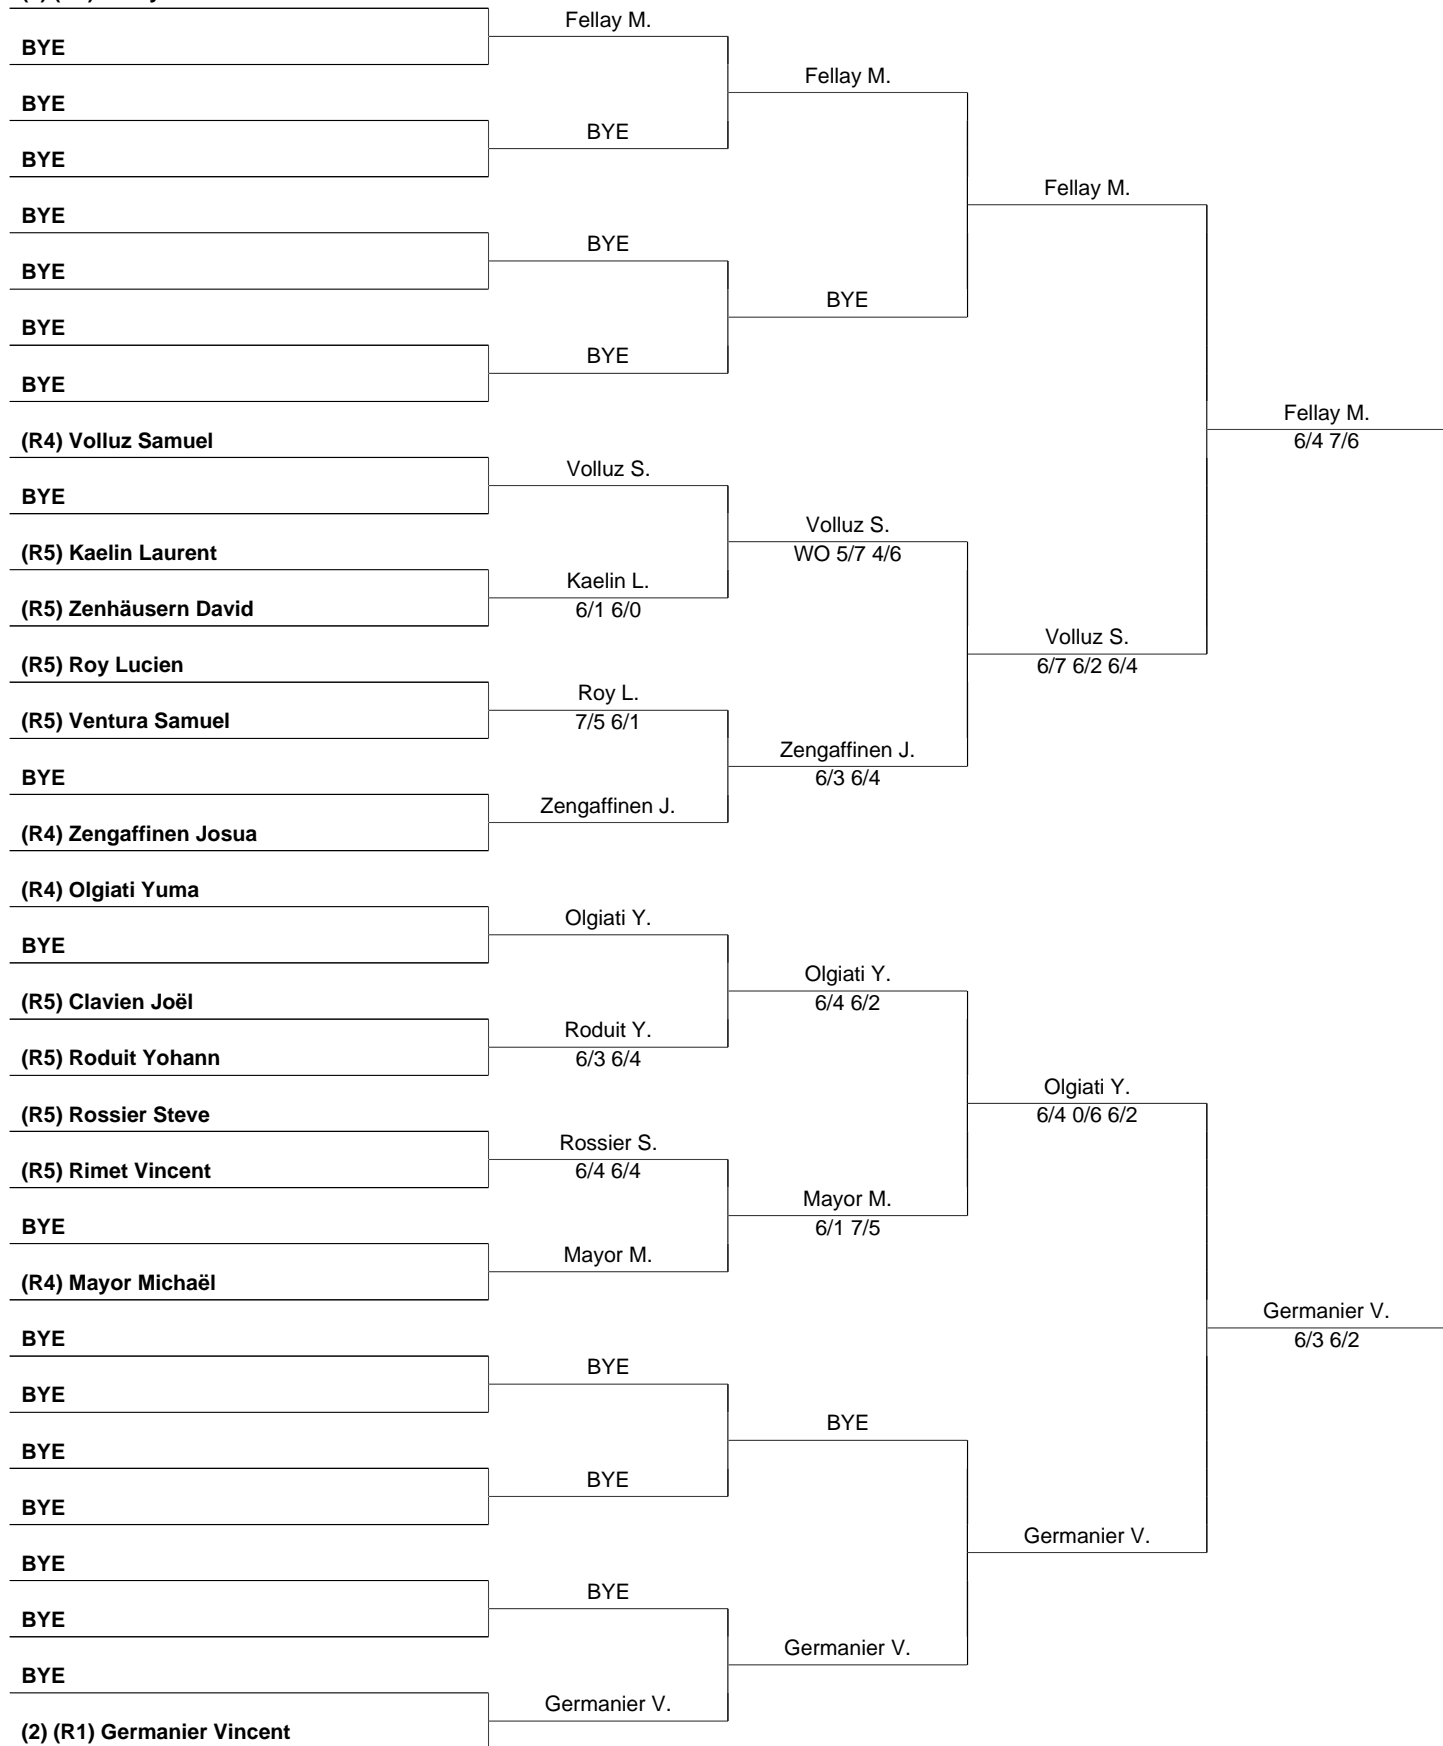 BYE
BYE
BYE
BYE
BYE
BYE
BYE
(R4) Volluz Samuel
BYE
(R5) Kaelin Laurent
(R5) Zenhäusern David
(R5) Roy Lucien
(R5) Ventura Samuel
BYE
(R4) Zengaffinen Josua
(R4) Olgiati Yuma
BYE
(R5) Clavien Joël
(R5) Roduit Yohann
(R5) Rossier Steve
(R5) Rimet Vincent
BYE
(R4) Mayor Michaël
BYE
BYE
BYE
BYE
BYE
BYE
BYE
(2) (R1) Germanier Vincent
Fellay M.
BYE
BYE
BYE
Volluz S.
Kaelin L.
6/1 6/0
Roy L.
7/5 6/1
Zengaffinen J.
Olgiati Y.
Roduit Y.
6/3 6/4
Rossier S.
6/4 6/4
Mayor M.
BYE
BYE
BYE
Germanier V.
Fellay M.
BYE
Volluz S.
WO 5/7 4/6
Zengaffinen J.
6/3 6/4
Olgiati Y.
6/4 6/2
Mayor M.
6/1 7/5
BYE
Germanier V.
Fellay M.
Volluz S.
6/7 6/2 6/4
Olgiati Y.
6/4 0/6 6/2
Germanier V.
Fellay M.
6/4 7/6
Germanier V.
6/3 6/2